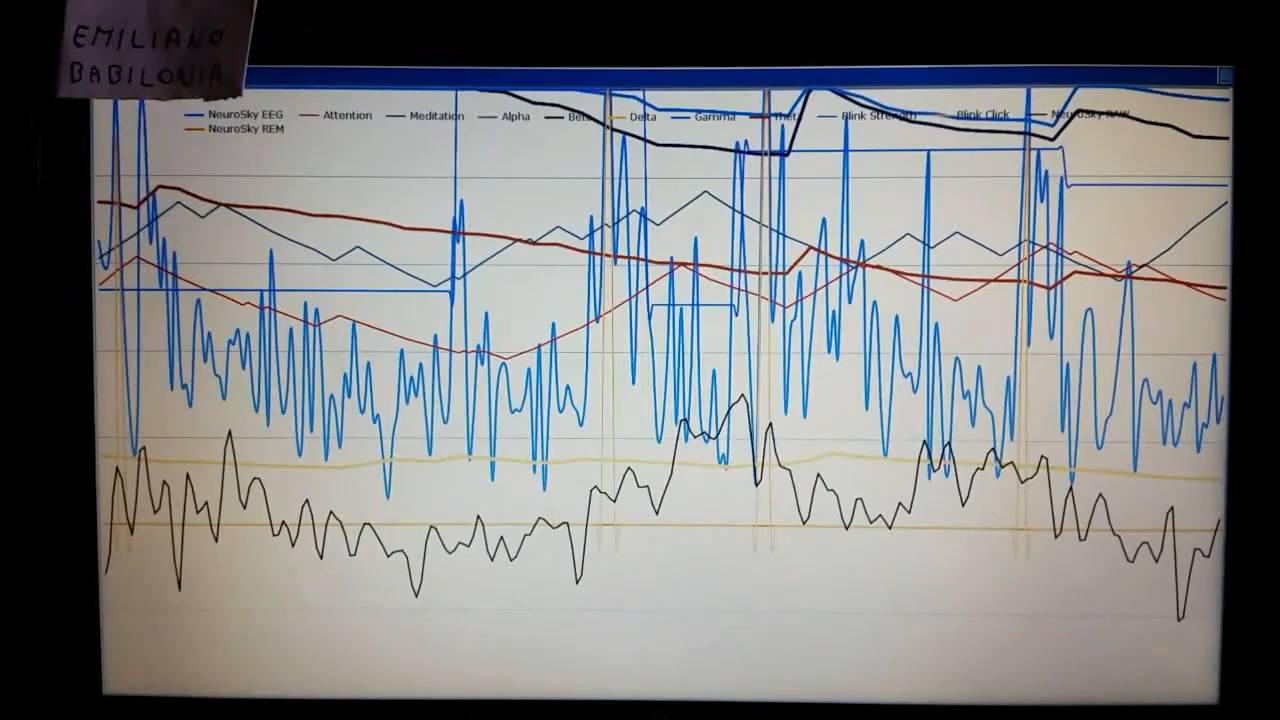 EMILIANO
BABILONIA
NeuroSky EEG Attention Meditation Alpha Beta Delta Gamma Theta Blink Strength Blink Click NeuroSky RAW
NeuroSky REM